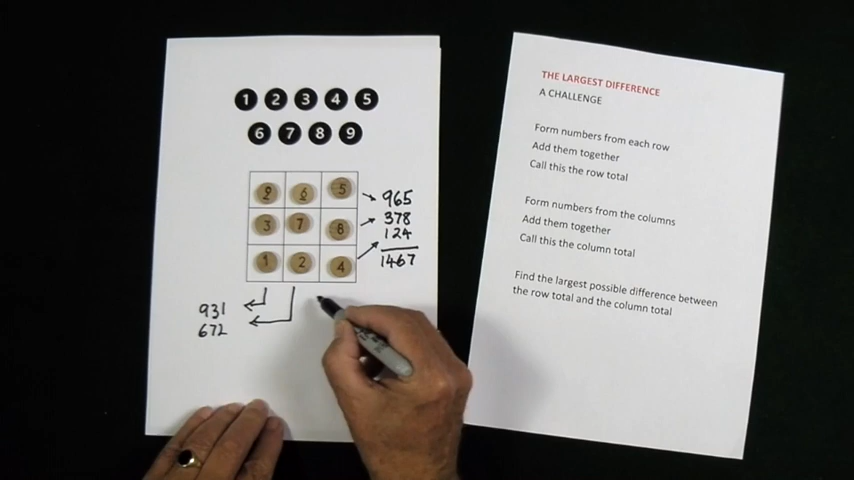 1 2 3 4 5
6 7 8 9
9 6 5
3 7 8
1 2 4
965
378
124
1467
931
672
THE LARGEST DIFFERENCE
A CHALLENGE
Form numbers from each row
Add them together
Call this the row total
Form numbers from the columns
Add them together
Call this the column total
Find the largest possible difference between
the row total and the column total